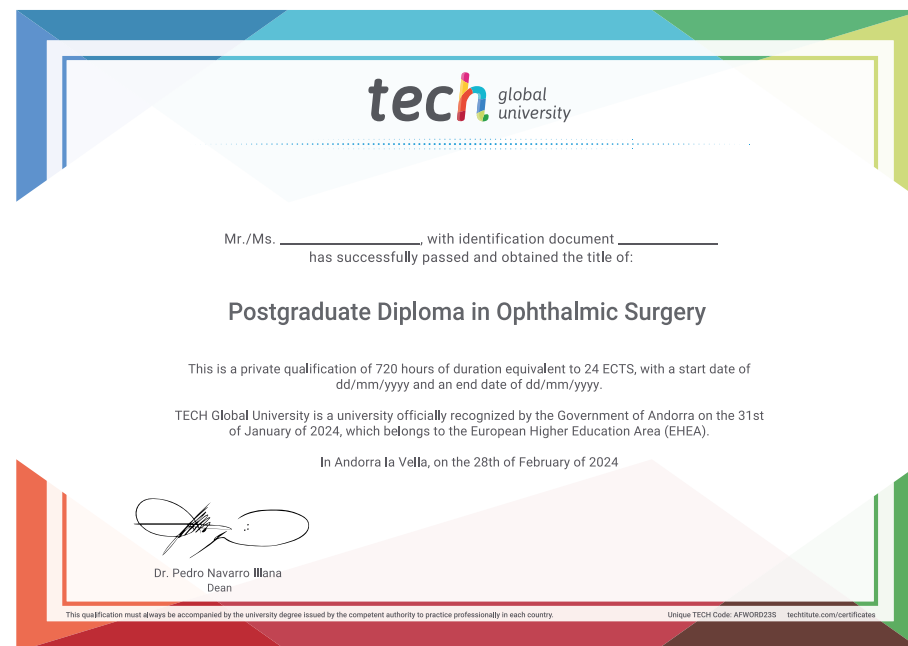 tech global university
Mr./Ms. ________________, with identification document ____________
has successfully passed and obtained the title of:
Postgraduate Diploma in Ophthalmic Surgery
This is a private qualification of 720 hours of duration equivalent to 24 ECTS, with a start date of
dd/mm/yyyy and an end date of dd/mm/yyyy.
TECH Global University is a university officially recognized by the Government of Andorra on the 31st
of January of 2024, which belongs to the European Higher Education Area (EHEA).
In Andorra la Vella, on the 28th of February of 2024
Dr. Pedro Navarro Illana
Dean
This qualification must always be accompanied by the university degree issued by the competent authority to practice professionally in each country. Unique TECH Code: AFWORD23S techtitute.com/certificates